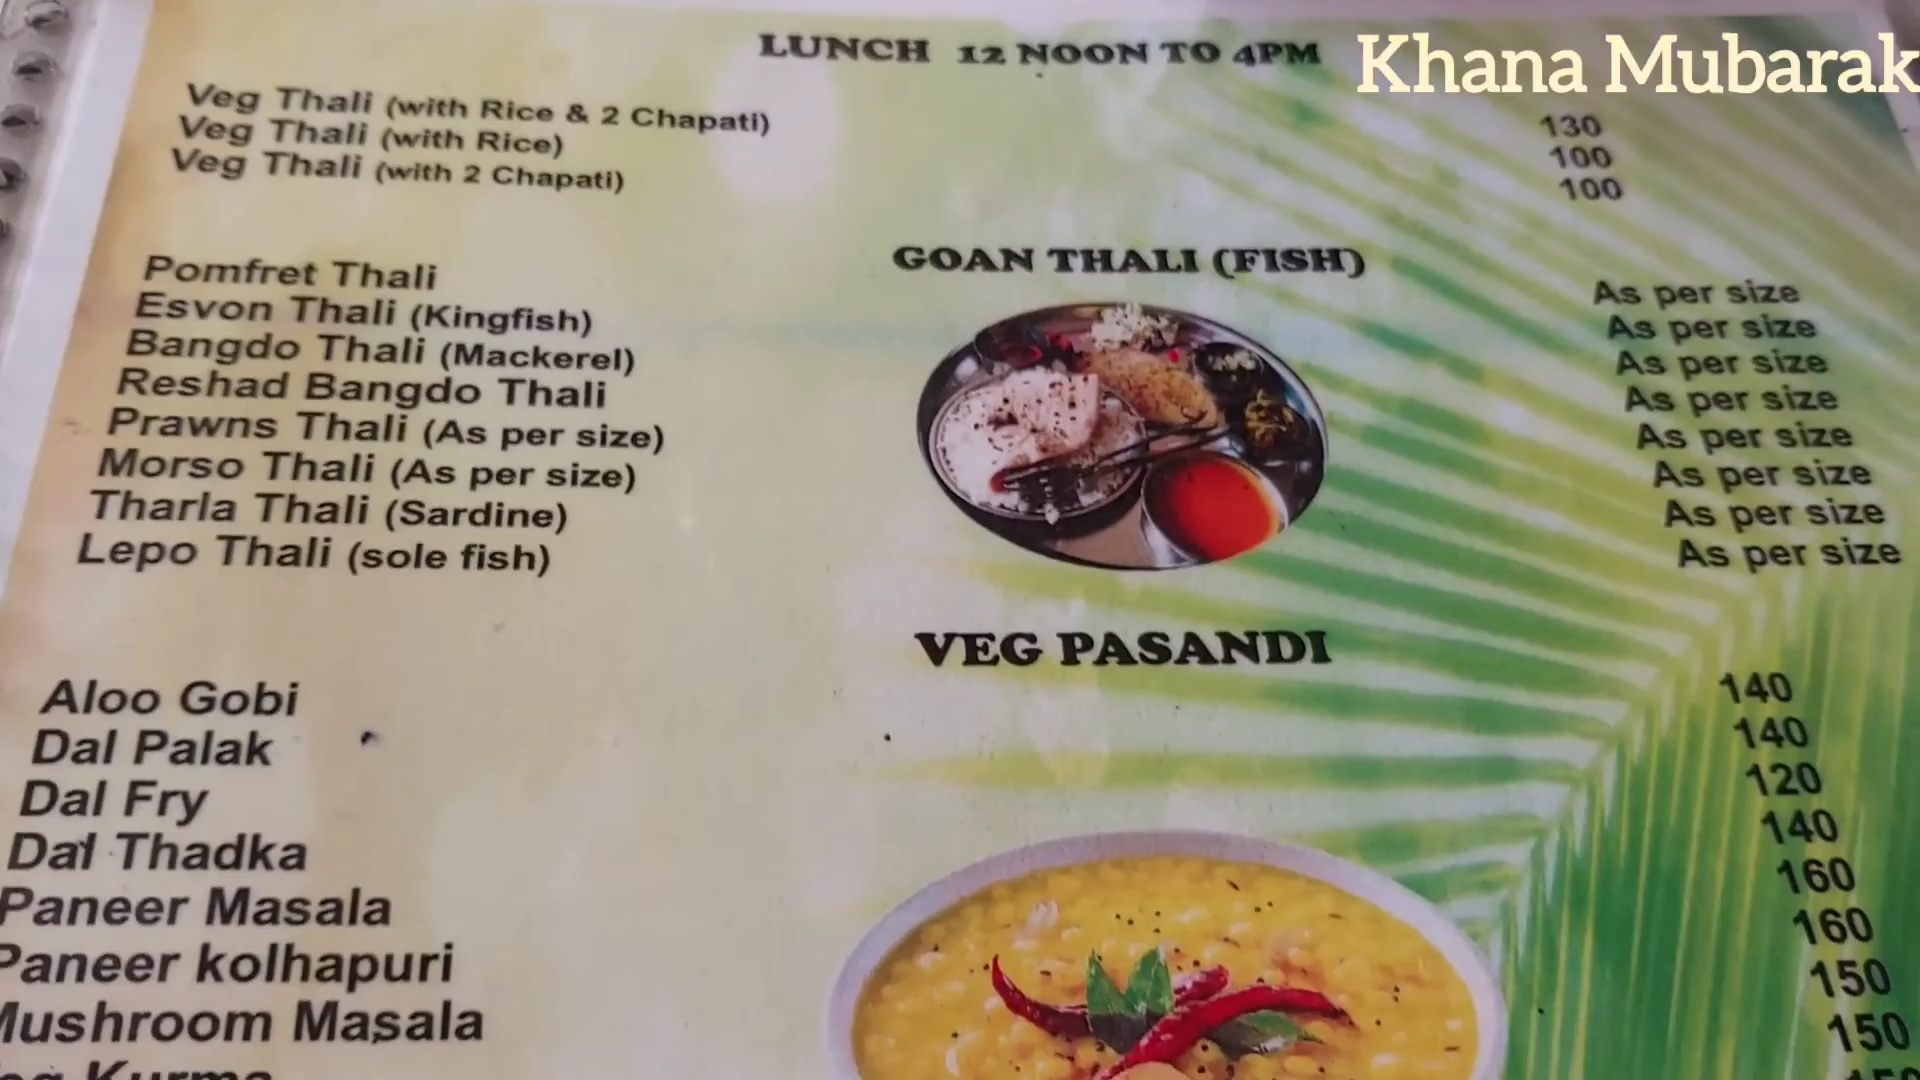 Khana Mubarak
LUNCH 12 NOON TO 4PM
Veg Thali (with Rice & 2 Chapati) 130
Veg Thali (with Rice) 100
Veg Thali (with 2 Chapati) 100
GOAN THALI (FISH)
Pomfret Thali As per size
Esvon Thali (Kingfish) As per size
Bangdo Thali (Mackerel) As per size
Reshad Bangdo Thali As per size
Prawns Thali (As per size) As per size
Morso Thali (As per size) As per size
Tharla Thali (Sardine) As per size
Lepo Thali (sole fish) As per size
VEG PASANDI
Aloo Gobi 140
Dal Palak 140
Dal Fry 120
Dal Thadka 140
Paneer Masala 160
Paneer kolhapuri 160
Mushroom Masala 150
Kurma 150